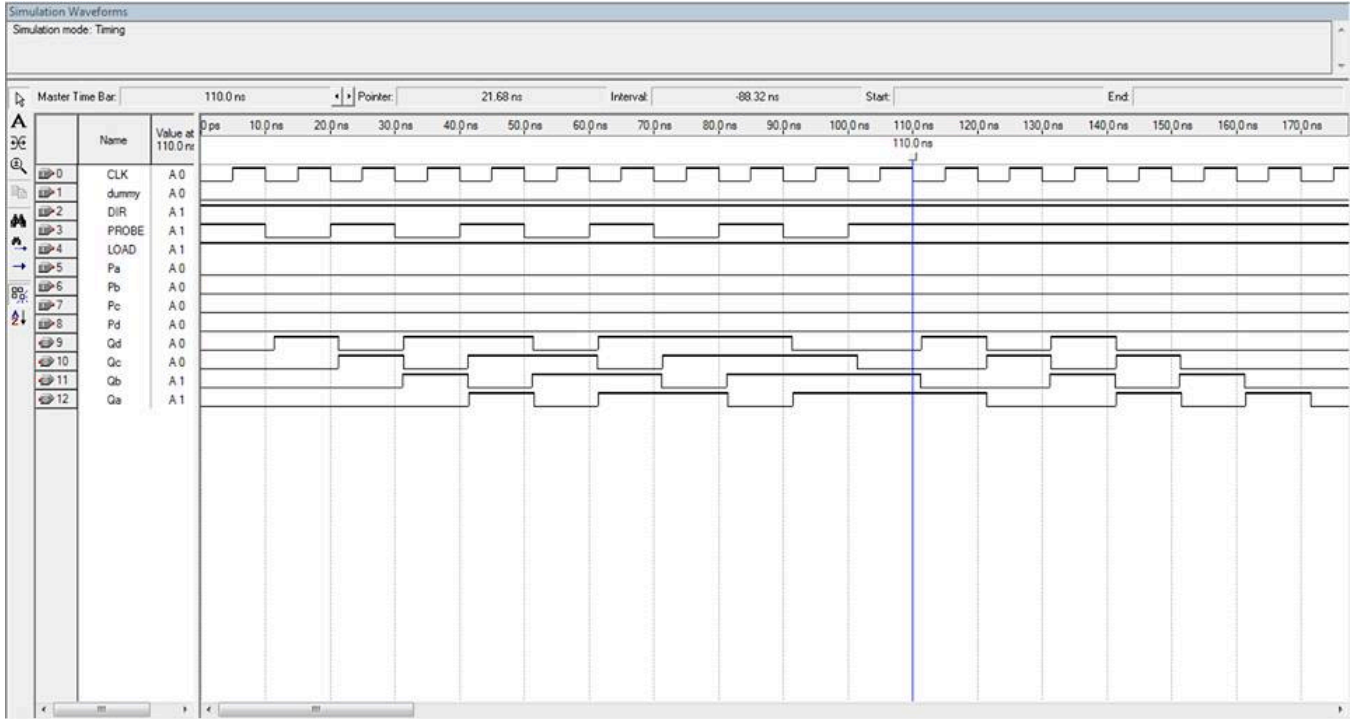 Simulation Waveforms
Simulation mode: Timing
Master Time Bar: 110.0 ns Pointer: 21.68 ns Interval: -88.32 ns Start: End:
Name Value at 110.0 ns 0 ps 10.0 ns 20.0 ns 30.0 ns 40.0 ns 50.0 ns 60.0 ns 70.0 ns 80.0 ns 90.0 ns 100.0 ns 110.0 ns 120.0 ns 130.0 ns 140.0 ns 150.0 ns 160.0 ns 170.0 ns
110.0 ns
0 CLK A 0
1 dummy A 0
2 DIR A 1
3 PROBE A 1
4 LOAD A 1
5 Pa A 0
6 Pb A 0
7 Pc A 0
8 Pd A 0
9 Qd A 0
10 Qc A 0
11 Qb A 1
12 Qa A 1